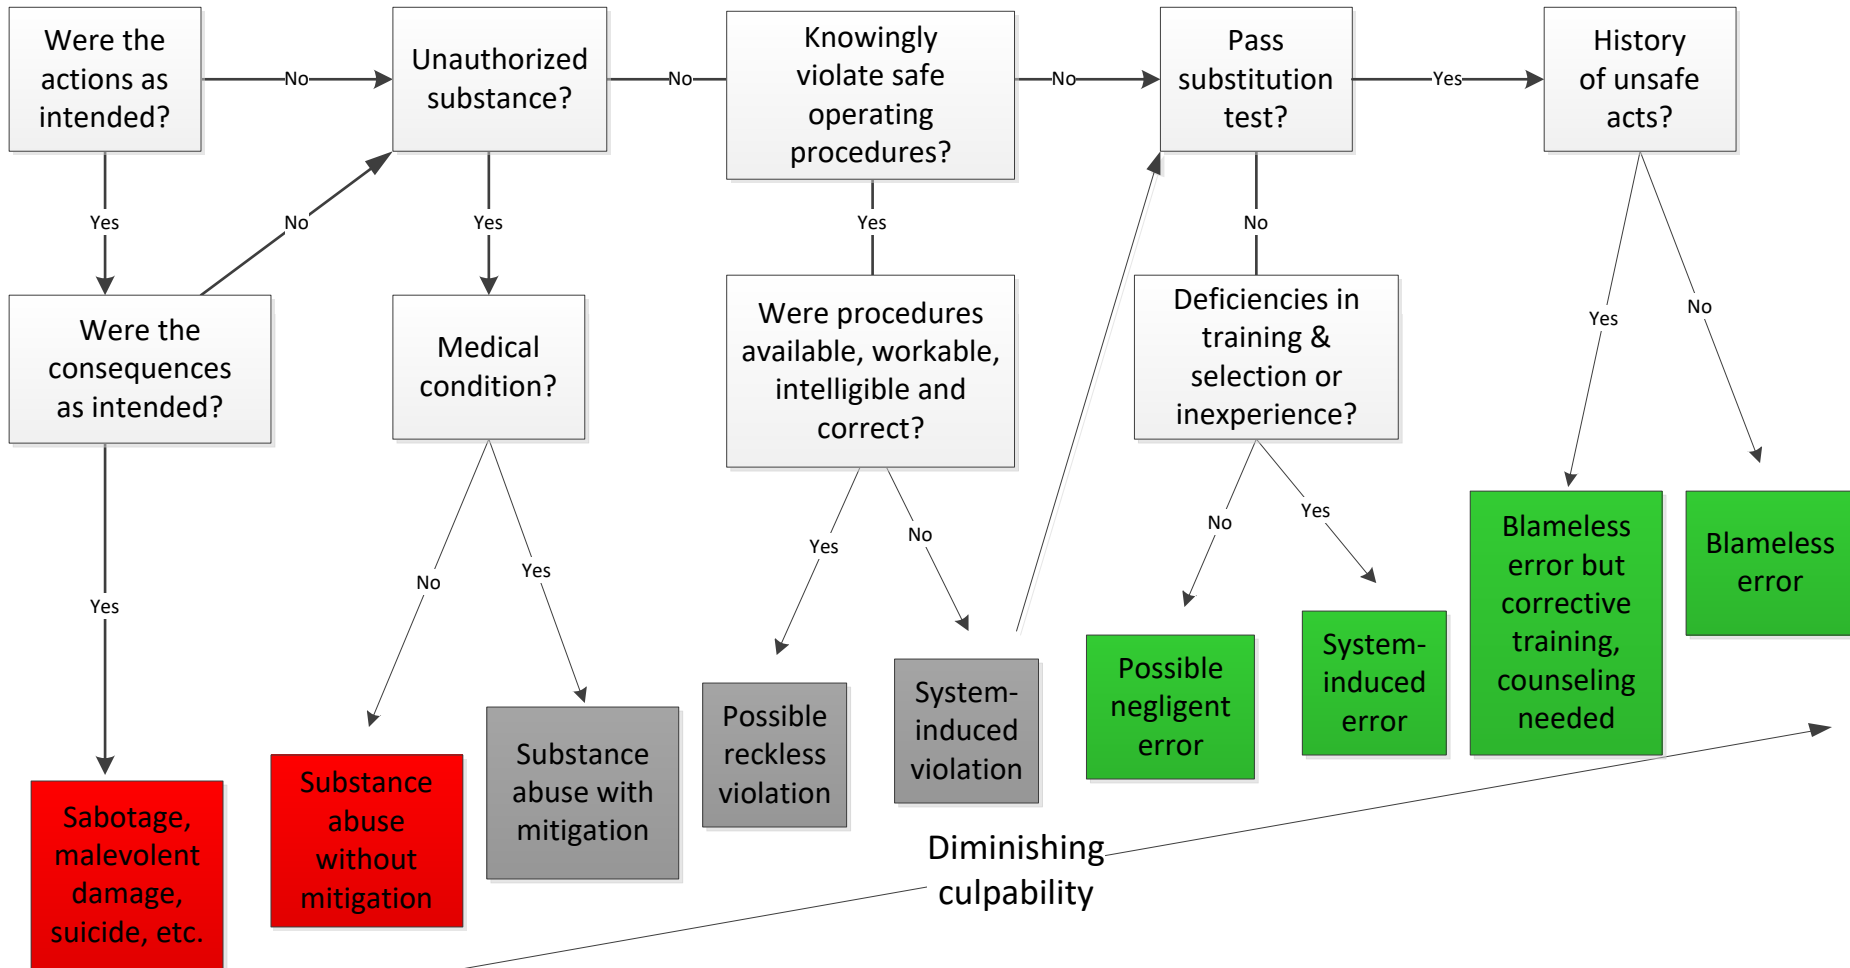 Were the
actions as
intended?
No
Unauthorized
substance?
No
Knowingly
violate safe
operating
procedures?
No
Pass
substitution
test?
Yes
History
of unsafe
acts?
Yes
No
Yes
Yes
No
Yes
No
Were the
consequences
as intended?
Medical
condition?
Were procedures
available, workable,
intelligible and
correct?
Deficiencies in
training &
selection or
inexperience?
Yes
No
Yes
No
Yes
Yes
No
No
Yes
Sabotage,
malevolent
damage,
suicide, etc.
Substance
abuse
without
mitigation
Substance
abuse with
mitigation
Possible
reckless
violation
System-
induced
violation
Possible
negligent
error
System-
induced
error
Blameless
error but
corrective
training,
counseling
needed
Blameless
error
Diminishing
culpability